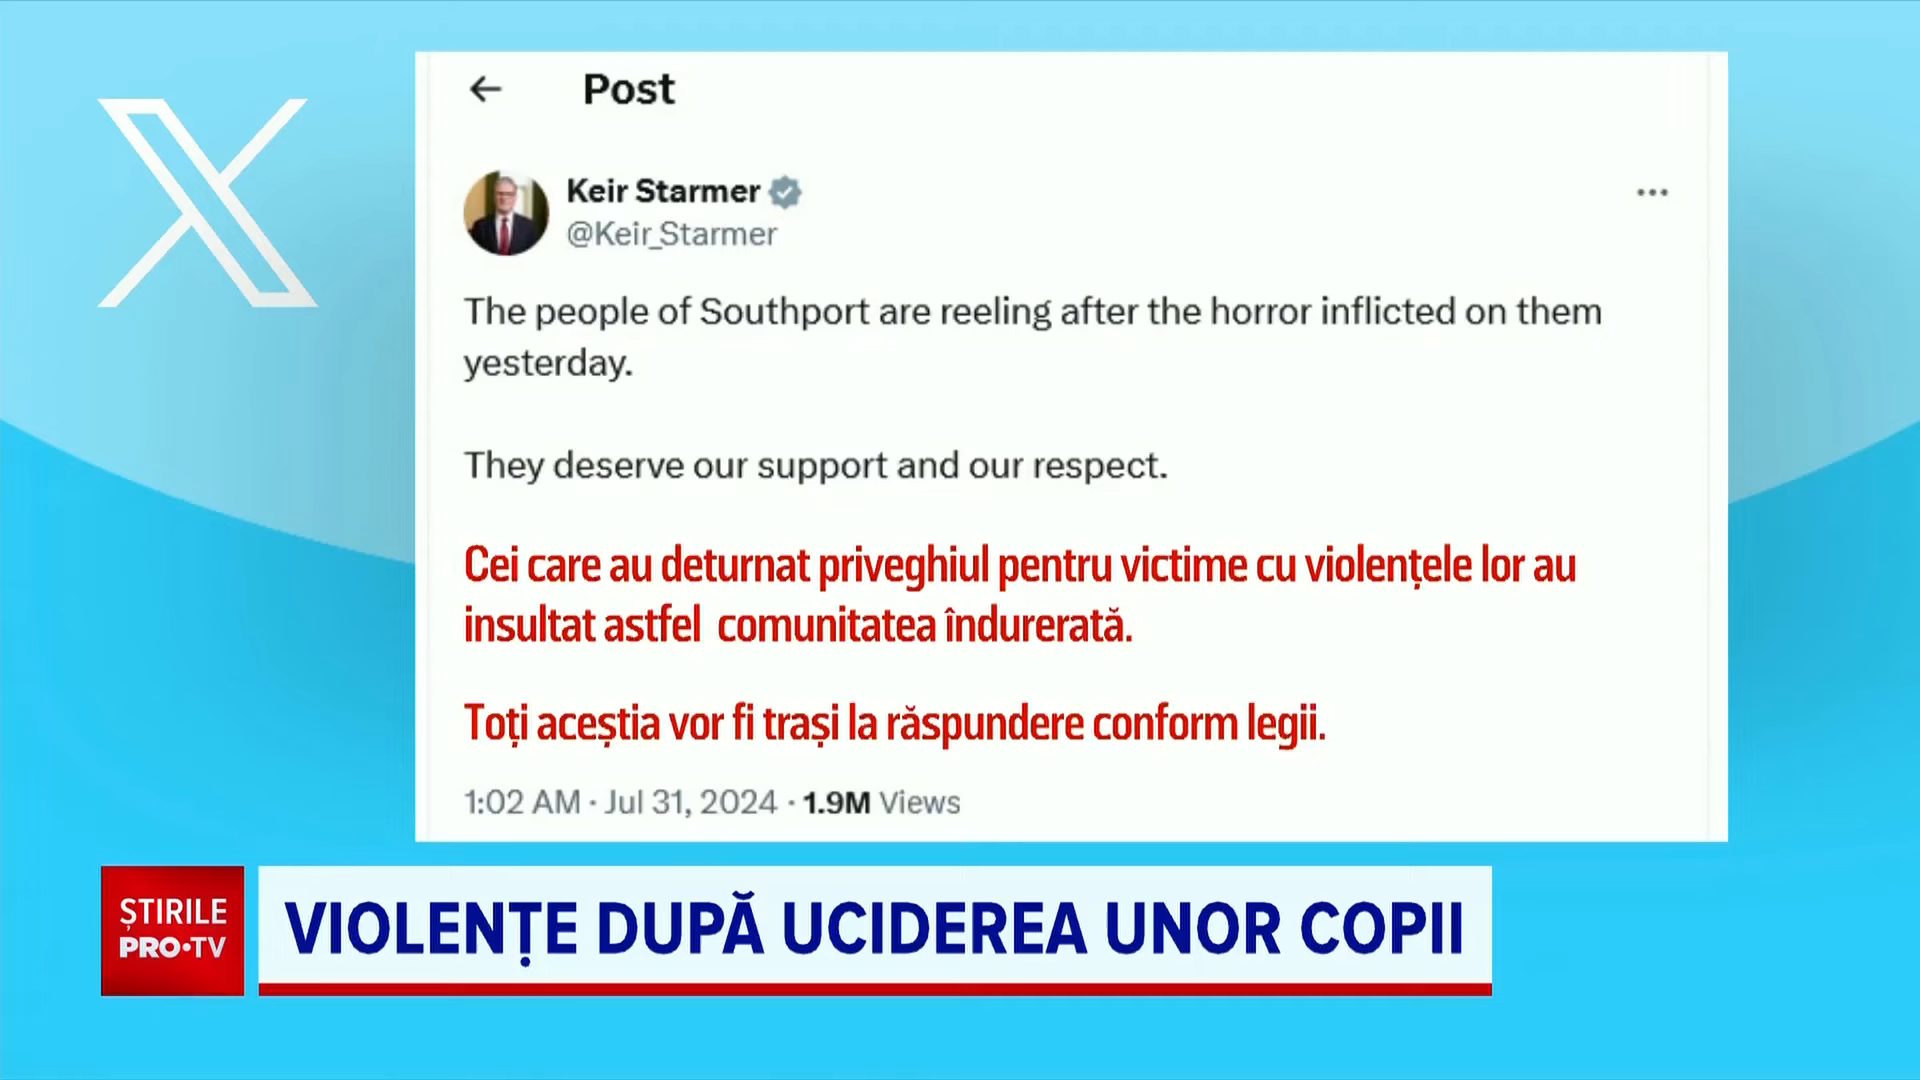 Post
Keir Starmer
@Keir_Starmer
The people of Southport are reeling after the horror inflicted on them
yesterday.
They deserve our support and our respect.
Cei care au deturnat priveghiul pentru victime cu violențele lor au
insultat astfel comunitatea îndurerată.
Toți aceștia vor fi trași la răspundere conform legii.
1:02 AM · Jul 31, 2024 · 1.9M Views
ȘTIRILE
PRO•TV
VIOLENȚE DUPĂ UCIDEREA UNOR COPII